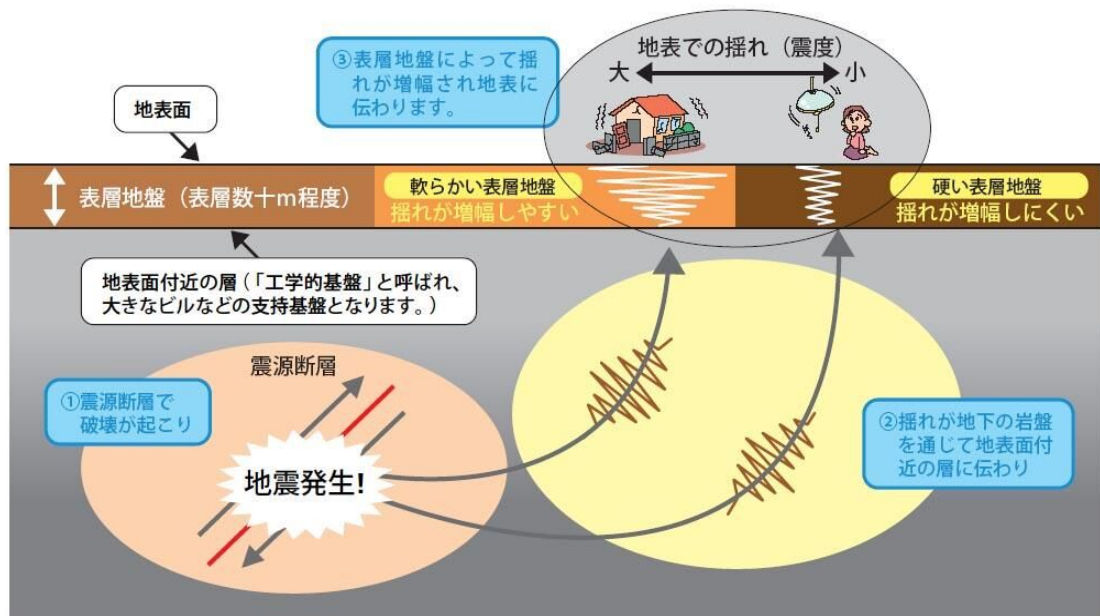 ③表層地盤によって揺
れが増幅され地表に
伝わります。
地表での揺れ（震度）
大
小
地表面
表層地盤（表層数十m程度）
軟らかい表層地盤
揺れが増幅しやすい
硬い表層地盤
揺れが増幅しにくい
地表面付近の層（「工学的基盤」と呼ばれ、
大きなビルなどの支持基盤となります。）
震源断層
①震源断層で
破壊が起こり
地震発生!
②揺れが地下の岩盤
を通じて地表面付
近の層に伝わり